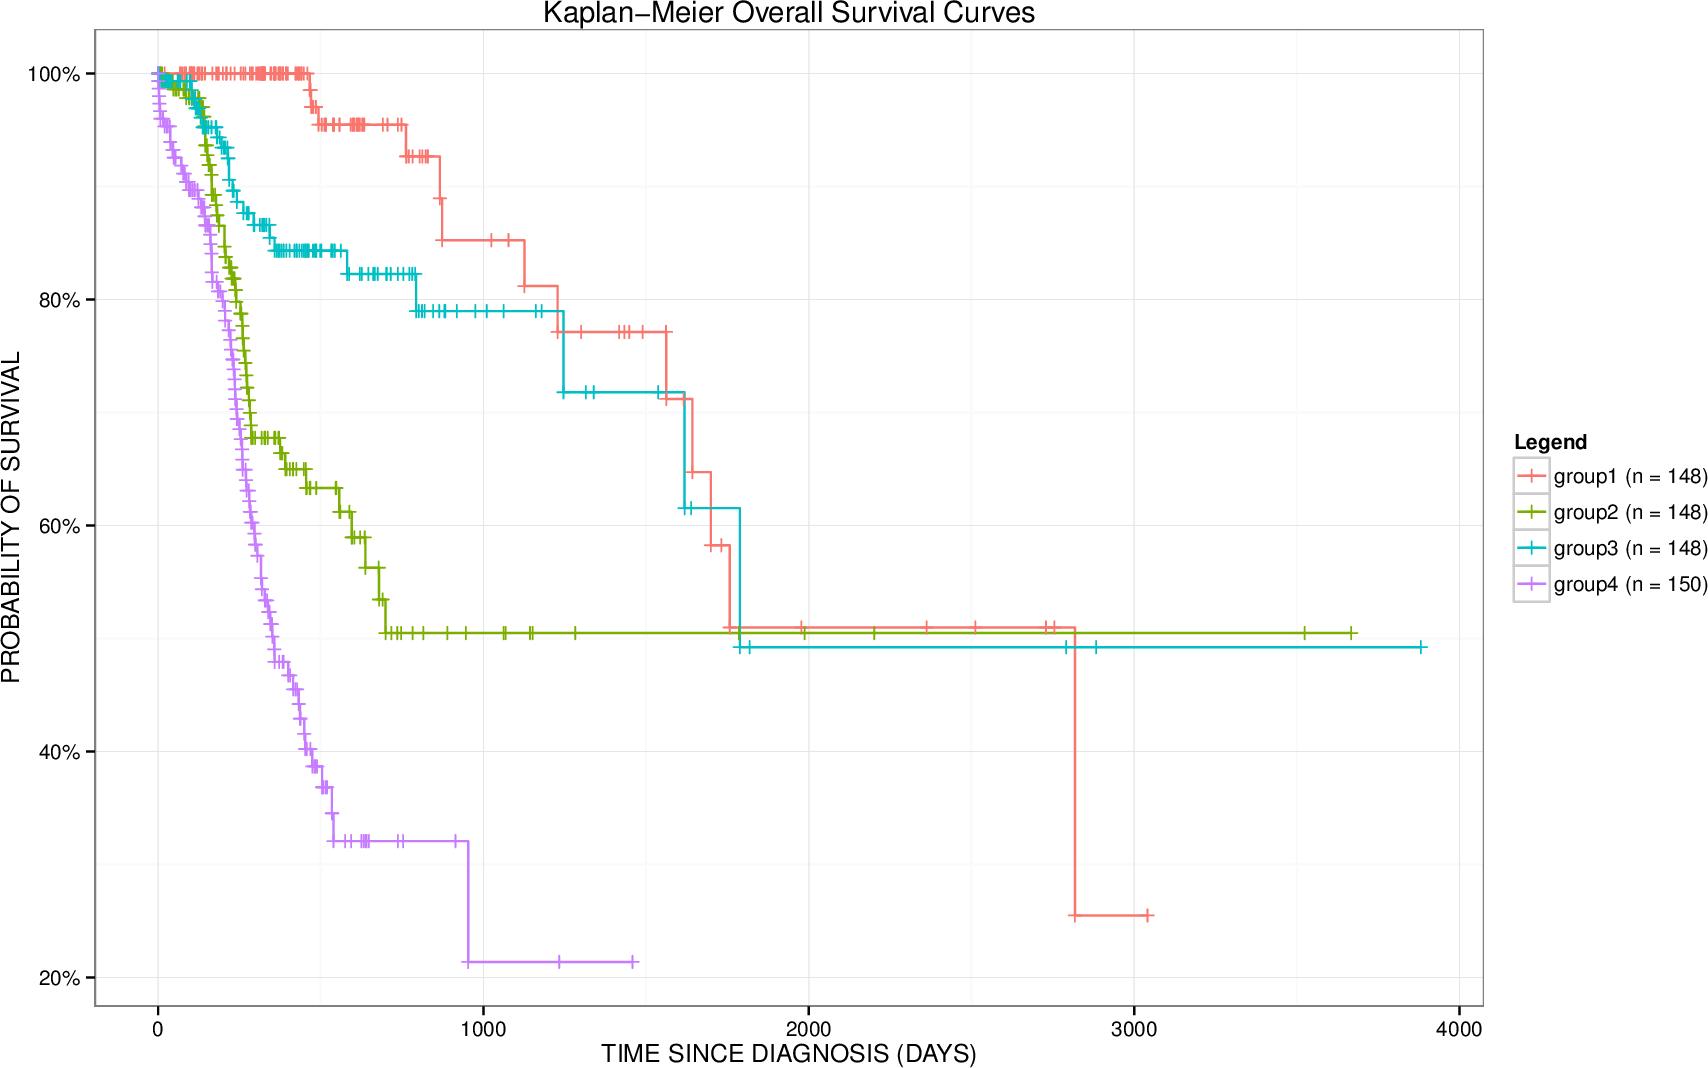 Kaplan−Meier Overall Survival Curves
PROBABILITY OF SURVIVAL
100%
80%
60%
40%
20%
0 1000 2000 3000 4000
TIME SINCE DIAGNOSIS (DAYS)
Legend
group1 (n = 148)
group2 (n = 148)
group3 (n = 148)
group4 (n = 150)